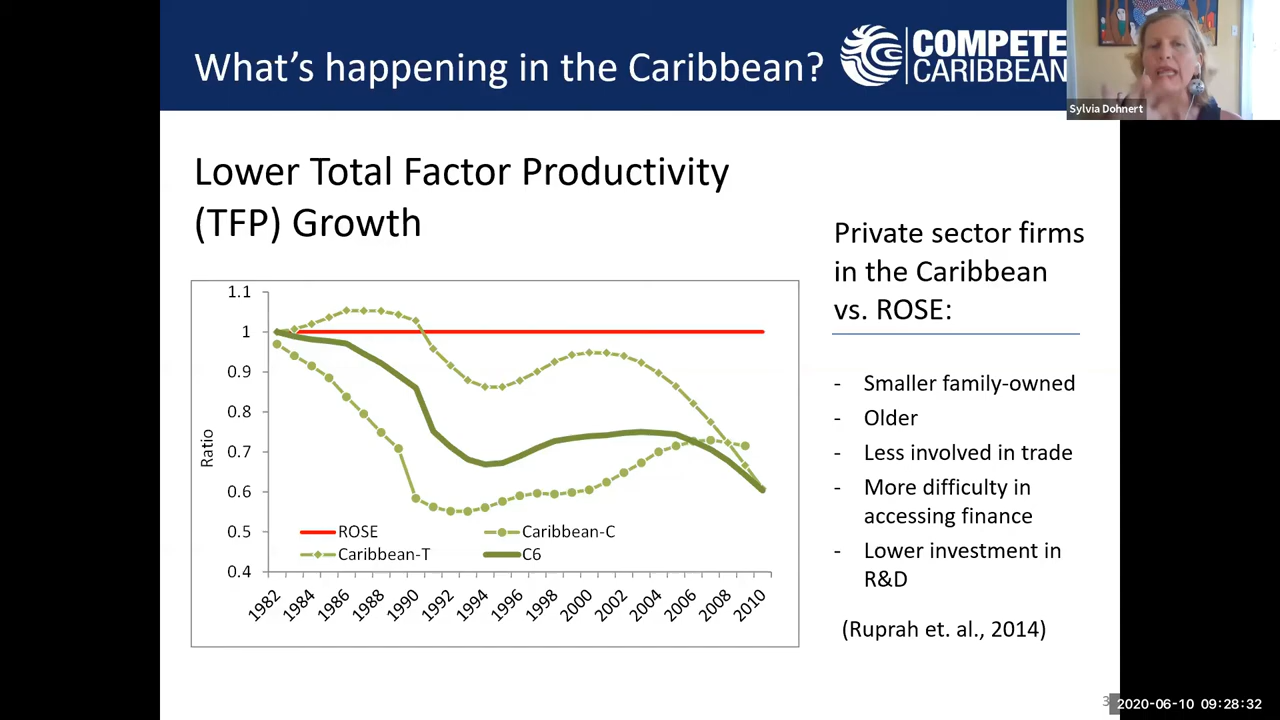 What's happening in the Caribbean?
COMPETE
CARIBBEAN
Sylvia Dohnert
Lower Total Factor Productivity
(TFP) Growth
Private sector firms
in the Caribbean
vs. ROSE:
- Smaller family-owned
- Older
- Less involved in trade
- More difficulty in
accessing finance
- Lower investment in
R&D
(Ruprah et. al., 2014)
1.1
1
0.9
0.8
0.7
0.6
0.5
0.4
Ratio
ROSE
Caribbean-C
Caribbean-T
C6
1982
1984
1986
1988
1990
1992
1994
1996
1998
2000
2002
2004
2006
2008
2010
3
2020-06-10 09:28:32